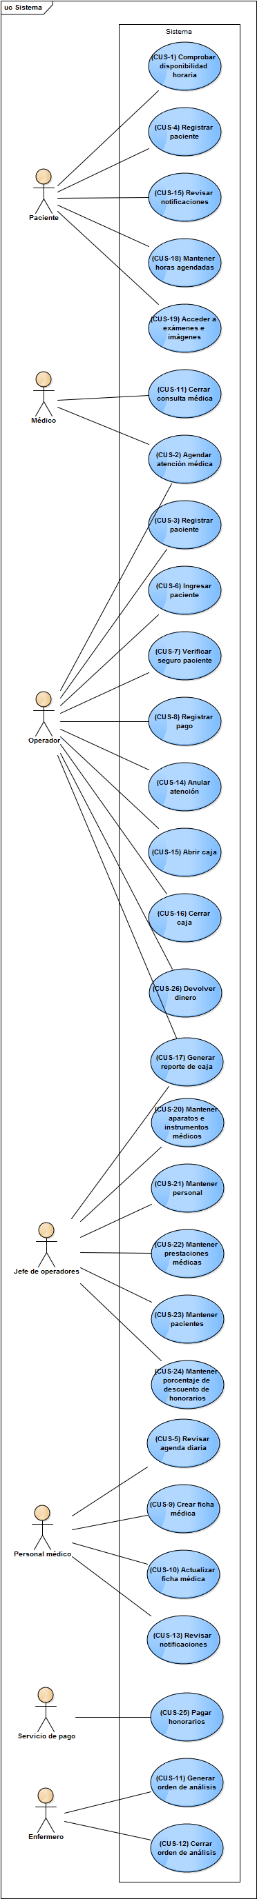 uc Sistema
Sistema
(CUS-1) Comprobar
disponibilidad
horaria
(CUS-4) Registrar
paciente
(CUS-15) Revisar
notificaciones
Paciente
(CUS-18) Mantener
horas agendadas
(CUS-19) Acceder a
exámenes e
imágenes
(CUS-11) Cerrar
consulta médica
Médico
(CUS-2) Agendar
atención médica
(CUS-3) Registrar
paciente
(CUS-6) Ingresar
paciente
(CUS-7) Verificar
seguro paciente
(CUS-8) Registrar
pago
Operador
(CUS-14) Anular
atención
(CUS-15) Abrir caja
(CUS-16) Cerrar
caja
(CUS-26) Devolver
dinero
(CUS-17) Generar
reporte de caja
(CUS-20) Mantener
aparatos e
instrumentos
médicos
(CUS-21) Mantener
personal
(CUS-22) Mantener
prestaciones
médicas
Jefe de operadores
(CUS-23) Mantener
pacientes
(CUS-24) Mantener
porcentaje de
descuento de
honorarios
(CUS-5) Revisar
agenda diaria
(CUS-9) Crear ficha
médica
Personal médico
(CUS-10) Actualizar
ficha médica
(CUS-13) Revisar
notificaciones
(CUS-25) Pagar
honorarios
Servicio de pago
(CUS-11) Generar
orden de análisis
Enfermero
(CUS-12) Cerrar
orden de análisis